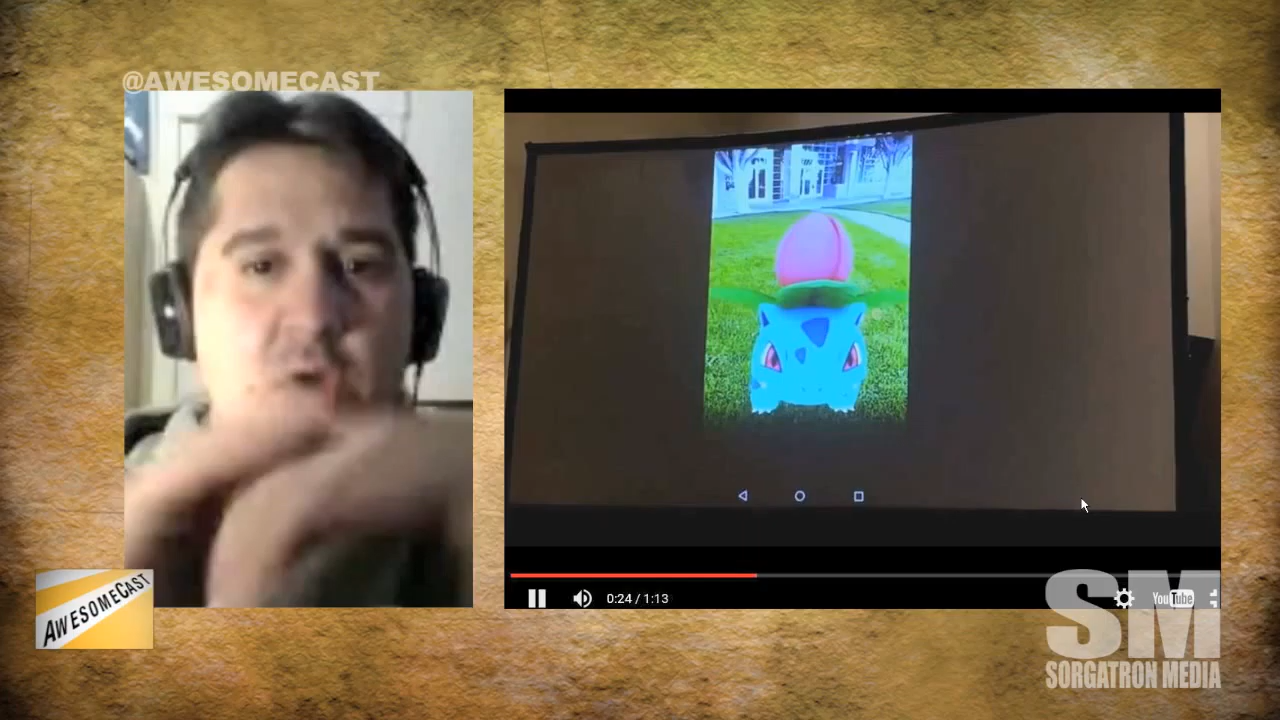 @AWESOMECAST
0:24 / 1:13
YouTube
AWESOMECAST
SM
SORGATRON MEDIA